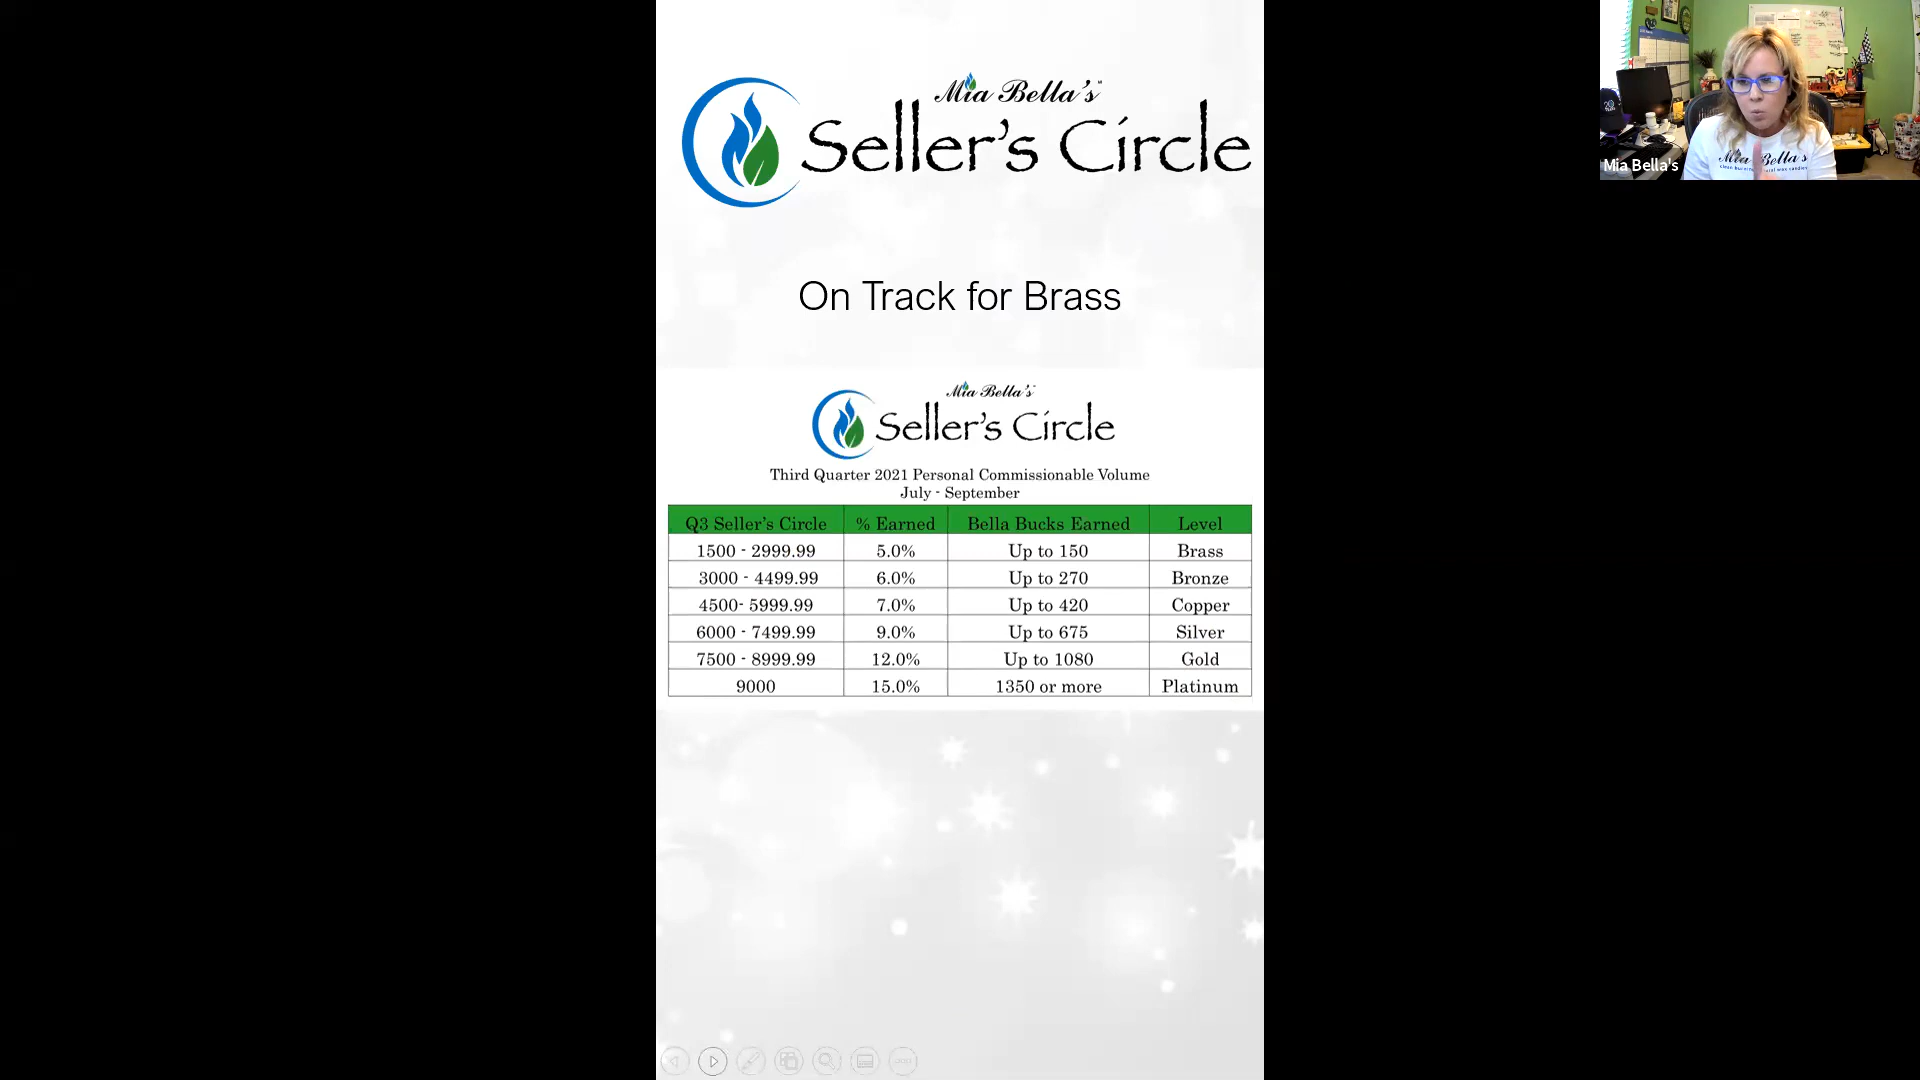 Mia Bella's
Seller's Circle
On Track for Brass
Mia Bella's
Seller's Circle
Third Quarter 2021 Personal Commissionable Volume
July - September
Q3 Seller's Circle % Earned Bella Bucks Earned Level
1500 - 2999.99 5.0% Up to 150 Brass
3000 - 4499.99 6.0% Up to 270 Bronze
4500- 5999.99 7.0% Up to 420 Copper
6000 - 7499.99 9.0% Up to 675 Silver
7500 - 8999.99 12.0% Up to 1080 Gold
9000 15.0% 1350 or more Platinum
Mia Bella's
Mia Bella's